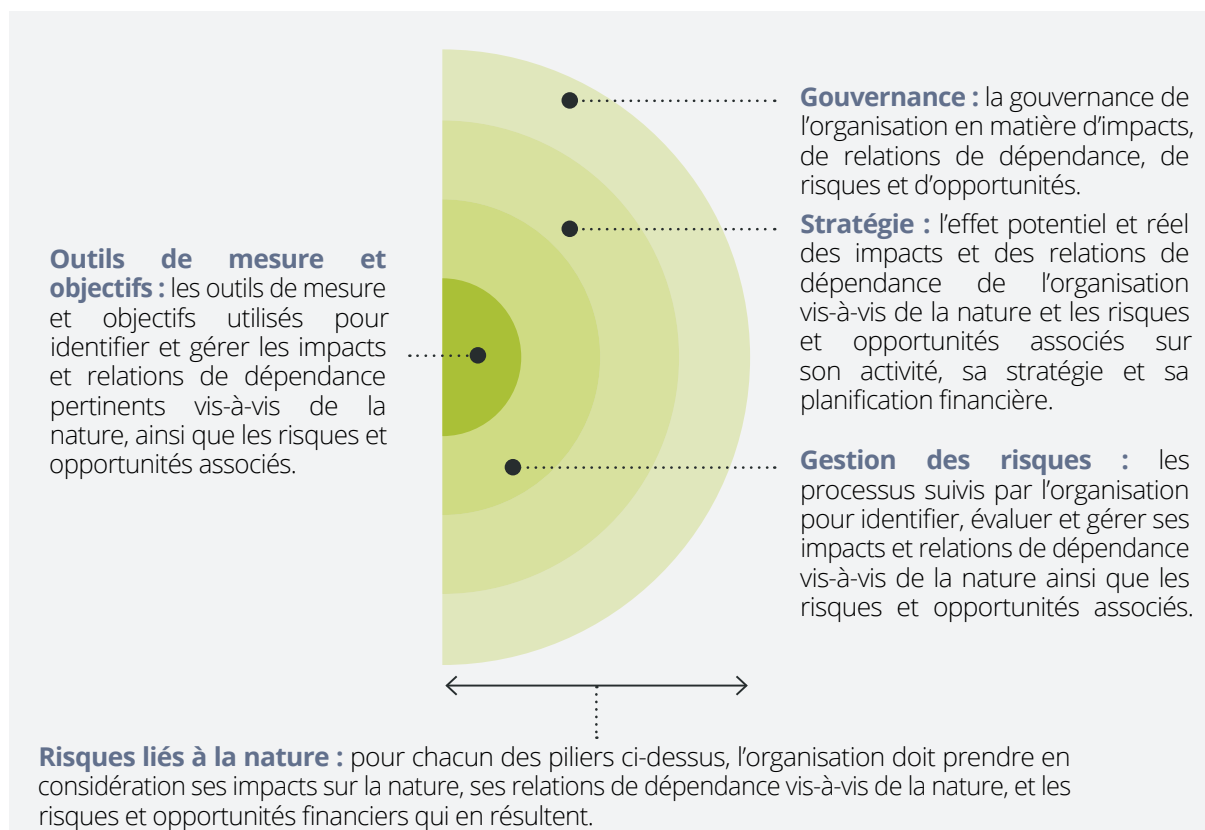 Gouvernance : la gouvernance de
l’organisation en matière d’impacts,
de relations de dépendance, de
risques et d’opportunités.
Stratégie : l’effet potentiel et réel
des impacts et des relations de
dépendance de l’organisation
vis-à-vis de la nature et les risques
et opportunités associés sur
son activité, sa stratégie et sa
planification financière.
Outils de mesure et
objectifs : les outils de mesure
et objectifs utilisés pour
identifier et gérer les impacts
et relations de dépendance
pertinents vis-à-vis de la
nature, ainsi que les risques et
opportunités associés.
Gestion des risques : les
processus suivis par l’organisation
pour identifier, évaluer et gérer ses
impacts et relations de dépendance
vis-à-vis de la nature ainsi que les
risques et opportunités associés.
Risques liés à la nature : pour chacun des piliers ci-dessus, l’organisation doit prendre en
considération ses impacts sur la nature, ses relations de dépendance vis-à-vis de la nature, et les
risques et opportunités financiers qui en résultent.